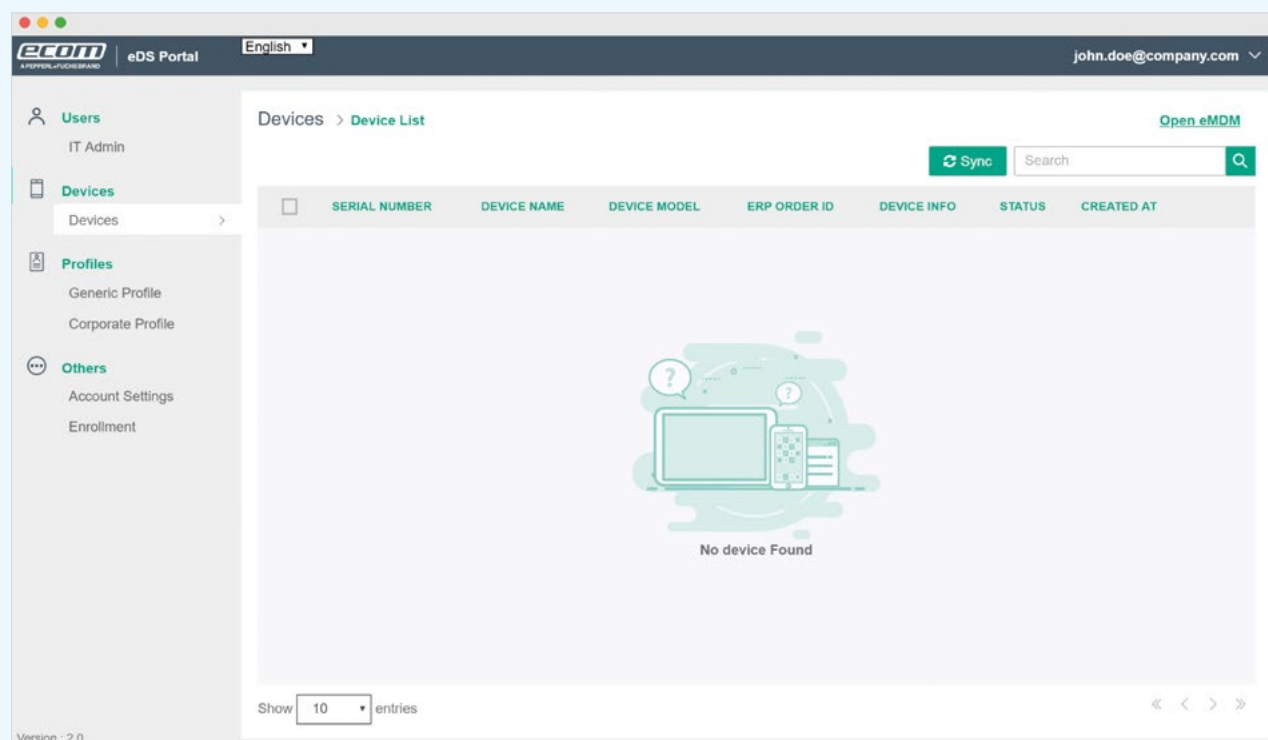 ecom
A PEPPERL+FUCHS BRAND
eDS Portal
English
john.doe@company.com
Users
IT Admin
Devices
Devices
Profiles
Generic Profile
Corporate Profile
Others
Account Settings
Enrollment
Version : 2.0
Devices > Device List
Open eMDM
Sync
Search
SERIAL NUMBER DEVICE NAME DEVICE MODEL ERP ORDER ID DEVICE INFO STATUS CREATED AT
?
?
No device Found
Show 10 entries